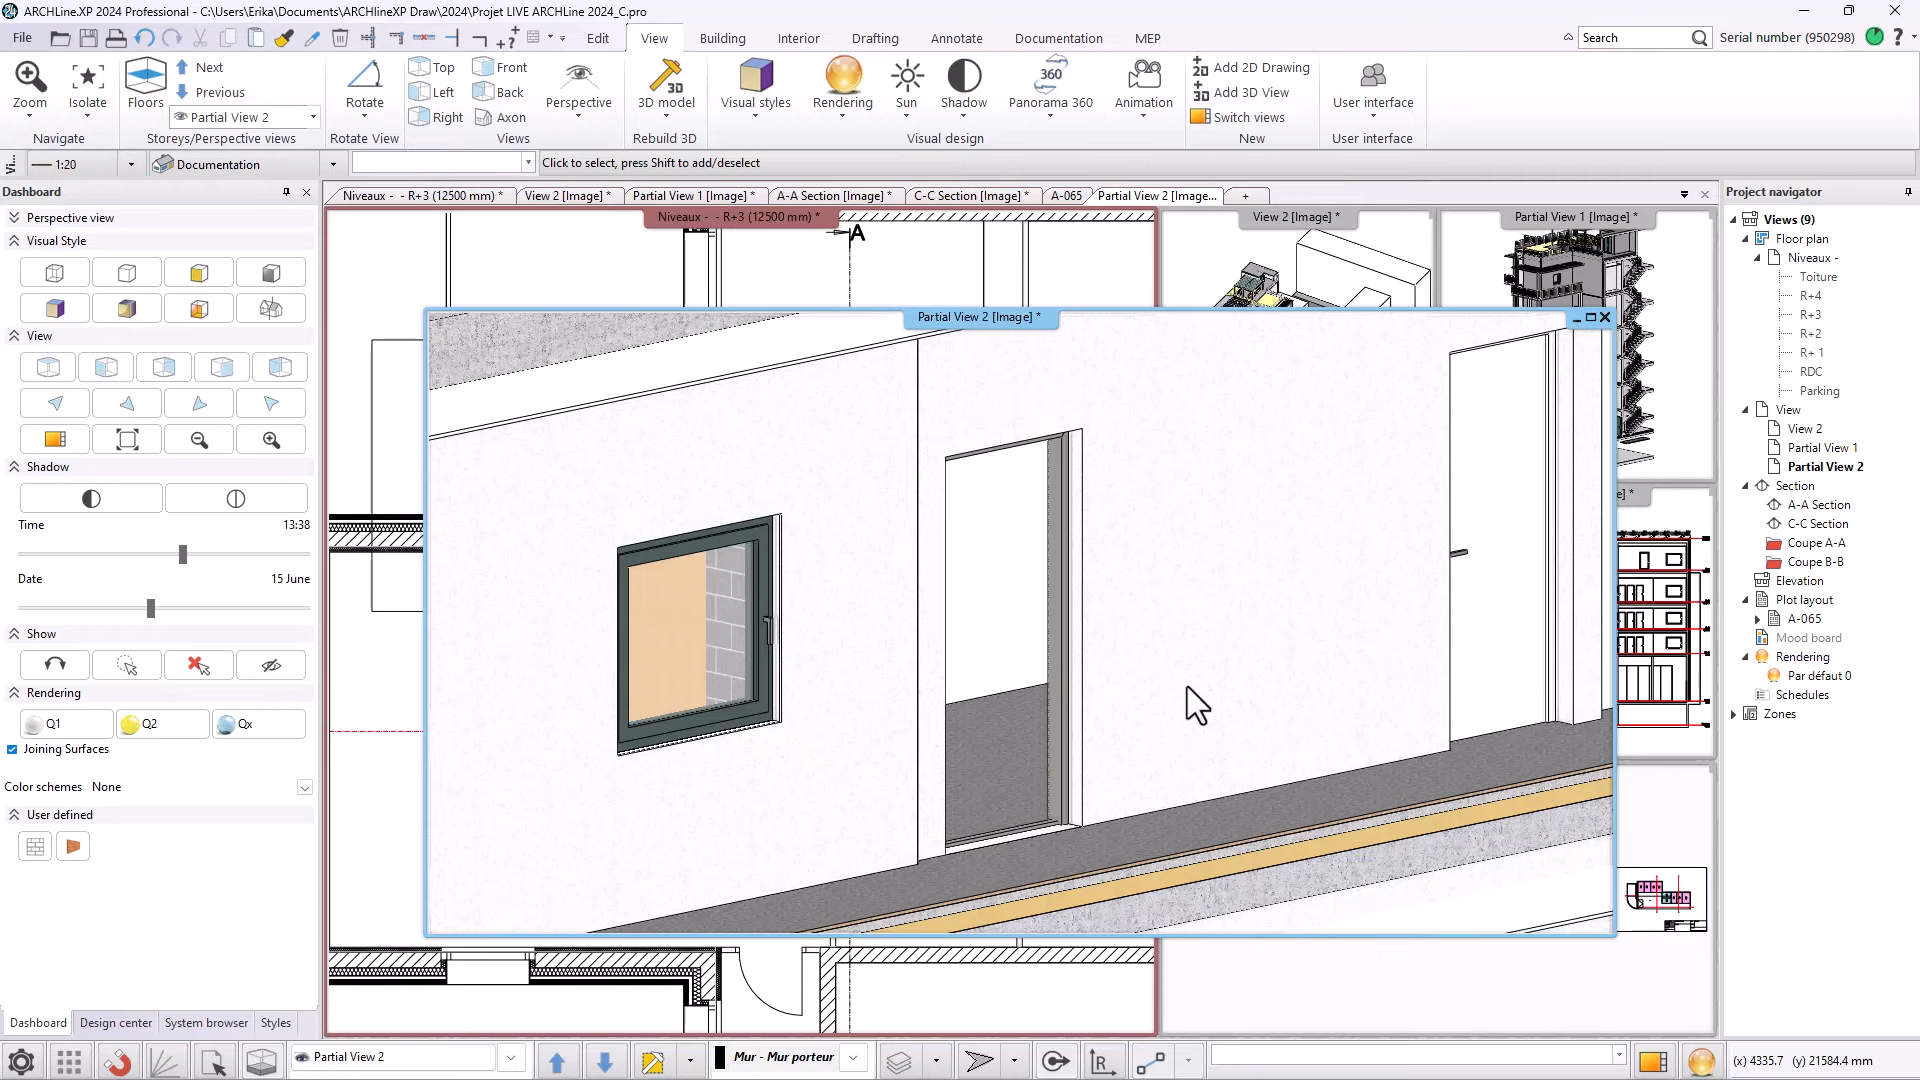 ARCHLine.XP 2024 Professional - C:\Users\Erika\Documents\ARCHlineXP Draw\2024\Projet LIVE ARCHLine 2024_C.pro
File
Edit
View
Building
Interior
Drafting
Annotate
Documentation
MEP
Search
Serial number (950298)
Zoom
Isolate
Navigate
Floors
Next
Previous
Partial View 2
Storeys/Perspective views
Rotate
Rotate View
Top
Front
Left
Back
Right
Axon
Perspective
Views
3D model
Rebuild 3D
Visual styles
Rendering
Sun
Shadow
Panorama 360
Animation
Visual design
Add 2D Drawing
Add 3D View
Switch views
New
User interface
User interface
1:20
Documentation
Click to select, press Shift to add/deselect
Dashboard
Niveaux - - R+3 (12500 mm) *
View 2 [Image] *
Partial View 1 [Image] *
A-A Section [Image] *
C-C Section [Image] *
A-065
Partial View 2 [Image...
+
Project navigator
Perspective view
Visual Style
View
Shadow
Time 13:38
Date 15 June
Show
Rendering
Q1
Q2
Qx
Joining Surfaces
Color schemes None
User defined
Dashboard
Design center
System browser
Styles
Niveaux - - R+3 (12500 mm) *
A
View 2 [Image] *
Partial View 1 [Image] *
Partial View 2 [Image] *
e] *
Views (9)
Floor plan
Niveaux -
Toiture
R+4
R+3
R+2
R+ 1
RDC
Parking
View
View 2
Partial View 1
Partial View 2
Section
A-A Section
C-C Section
Coupe A-A
Coupe B-B
Elevation
Plot layout
A-065
Mood board
Rendering
Par défaut 0
Schedules
Zones
Partial View 2
Mur - Mur porteur
(x) 4335.7 (y) 21584.4 mm